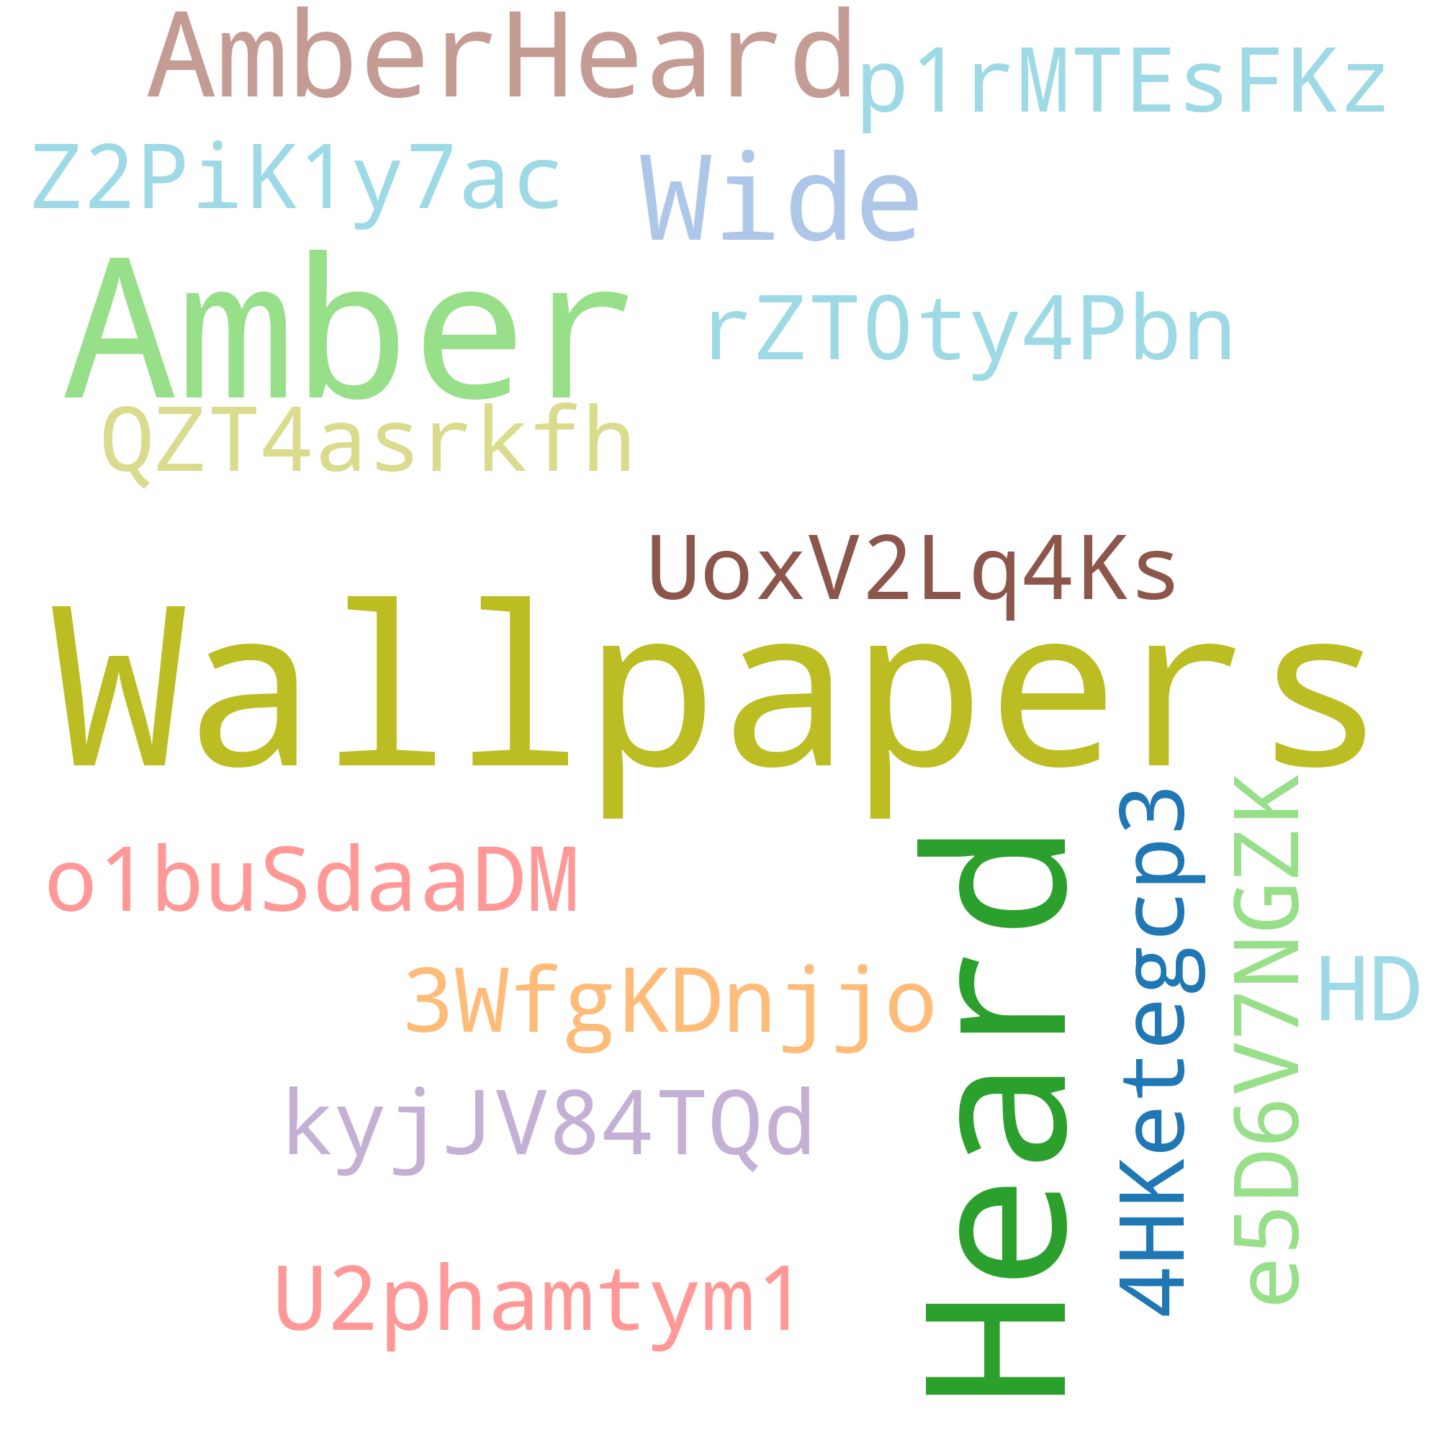 AmberHeard
p1rMTEsFKz
Z2PiK1y7ac
Wide
Amber
rZT0ty4Pbn
QZT4asrkfh
UoxV2Lq4Ks
Wallpapers
o1buSdaaDM
Heard
4HKetegcp3
e5D6V7NGZK
3WfgKDnjjo
HD
kyjJV84TQd
U2phamtym1